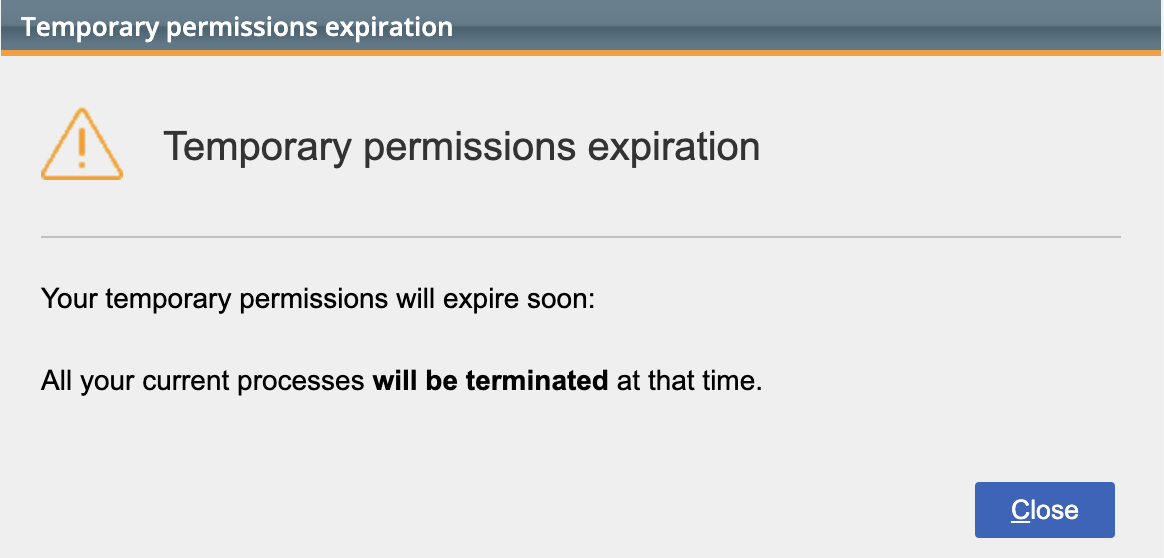 Temporary permissions expiration
Temporary permissions expiration
Your temporary permissions will expire soon:
All your current processes will be terminated at that time.
Close